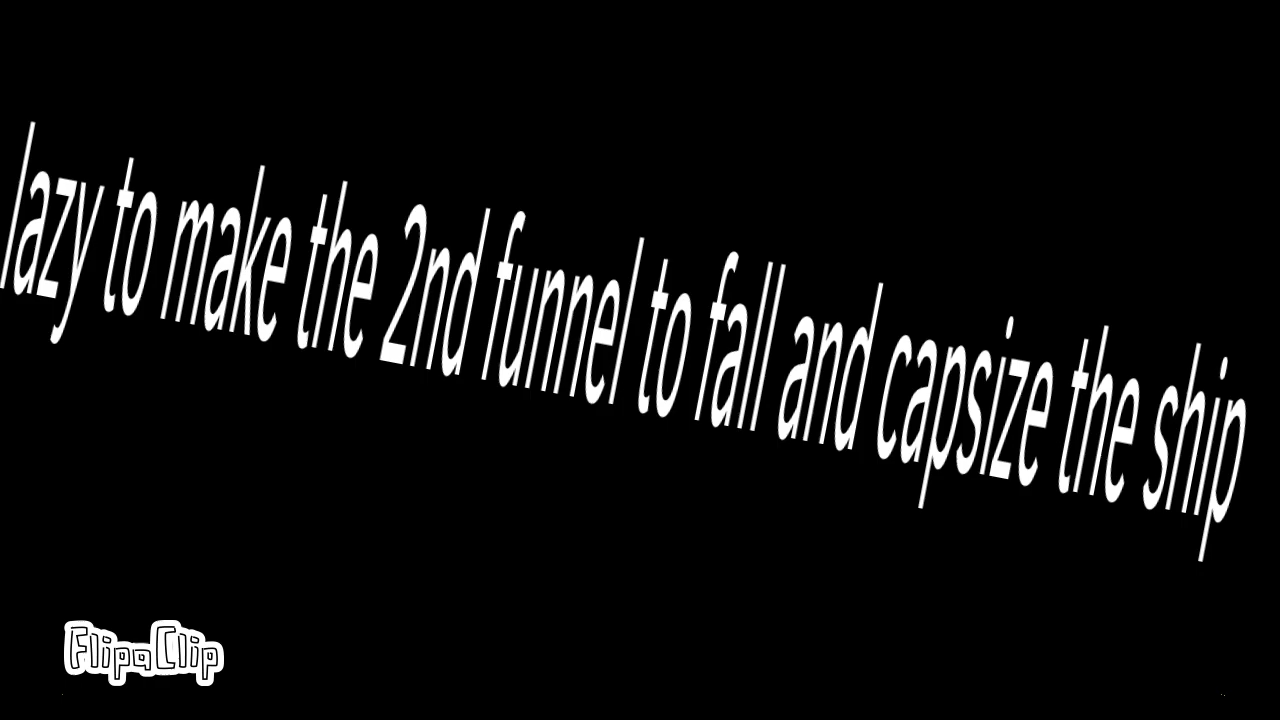 lazy to make the 2nd funnel to fall and capsize the ship
FlipaClip